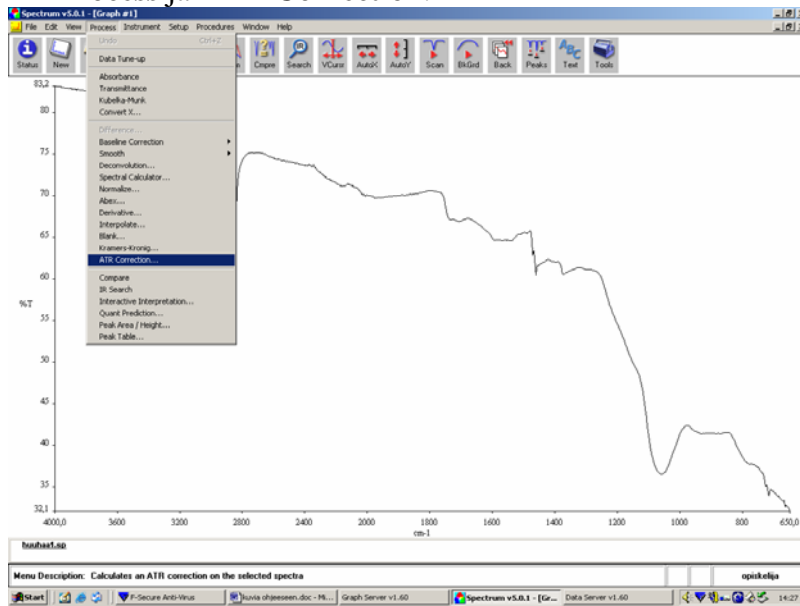 Spectrum v5.0.1 - [Graph #1]
File Edit View Process Instrument Setup Procedures Window Help
Status New Cmpre Search VCursr AutoX AutoY Scan BkGrd Back Peaks Text Tools
Undo Ctrl+Z
Data Tune-up
Absorbance
Transmittance
Kubelka-Munk
Convert X...
Difference...
Baseline Correction
Smooth
Deconvolution...
Spectral Calculator...
Normalize...
Abex...
Derivative...
Interpolate...
Blank...
Kramers-Kronig...
ATR Correction...
Compare
IR Search
Interactive Interpretation...
Quant Prediction...
Peak Area / Height...
Peak Table...
83,2
80
75
70
65
60
%T
55
50
45
40
35
32,1
4000,0 3600 3200 2800 2400 2000 1800 1600 1400 1200 1000 800 650,0
cm-1
huuhaa1.sp
Menu Description: Calculates an ATR correction on the selected spectra
opiskelija
Start F-Secure Anti-Virus kuvia ohjeeseen.doc - Mi... Graph Server v1.60 Spectrum v5.0.1 - [Gr... Data Server v1.60 14:27